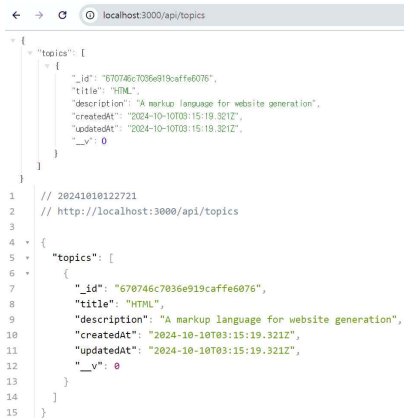 localhost:3000/api/topics
{
"topics": [
{
"_id": "670746c7036e919caffe6076",
"title": "HTML",
"description": "A markup language for website generation",
"createdAt": "2024-10-10T03:15:19.321Z",
"updatedAt": "2024-10-10T03:15:19.321Z",
"__v": 0
}
]
}
1 // 20241010122721
2 // http://localhost:3000/api/topics
3
4 {
5 "topics": [
6 {
7 "_id": "670746c7036e919caffe6076",
8 "title": "HTML",
9 "description": "A markup language for website generation",
10 "createdAt": "2024-10-10T03:15:19.321Z",
11 "updatedAt": "2024-10-10T03:15:19.321Z",
12 "__v": 0
13 }
14 ]
15 }